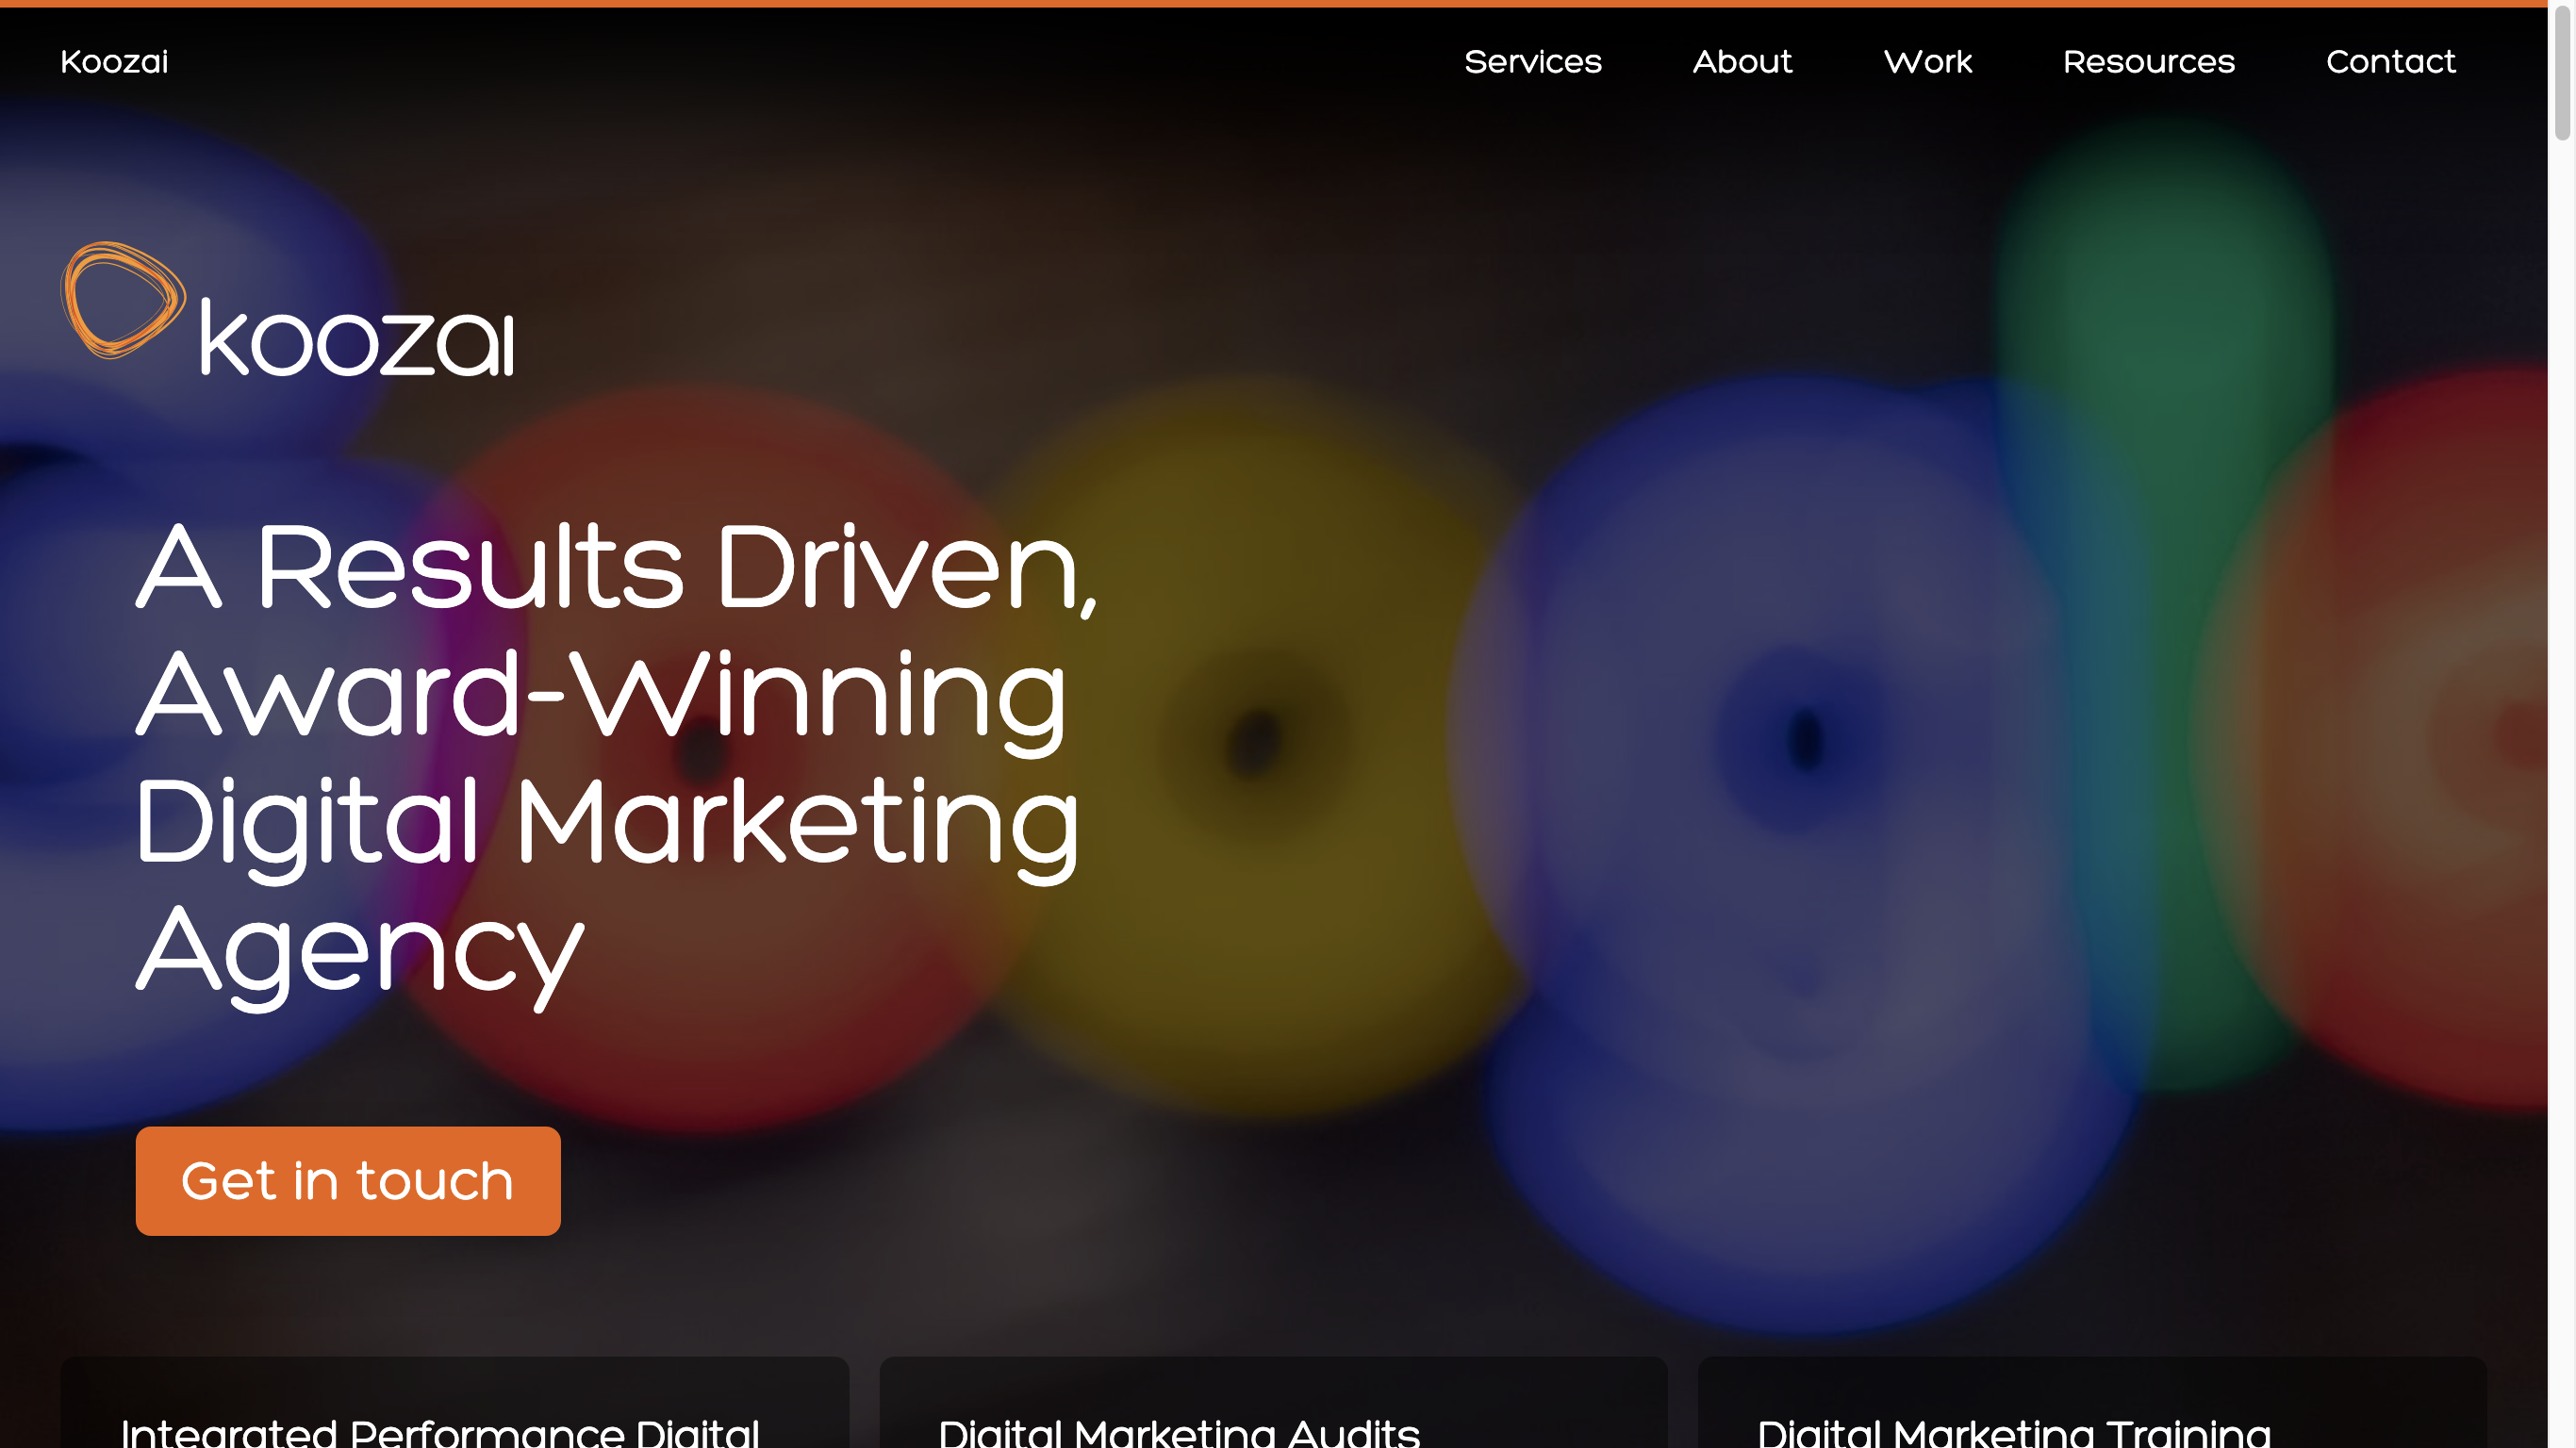 Koozai
Services
About
Work
Resources
Contact
koozai
A Results Driven,
Award-Winning
Digital Marketing
Agency
Get in touch
Integrated Performance Digital
Digital Marketing Audits
Digital Marketing Training